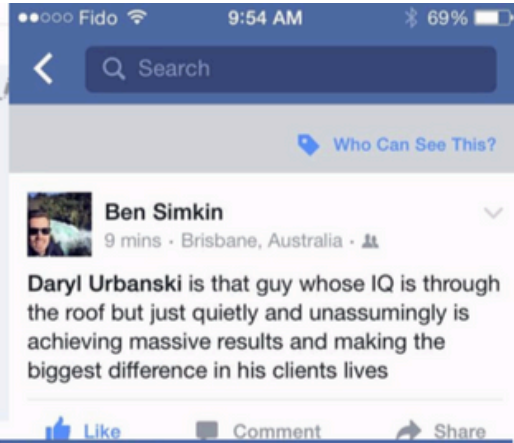 Fido 9:54 AM 69%
Search
Who Can See This?
Ben Simkin
9 mins · Brisbane, Australia ·
Daryl Urbanski is that guy whose IQ is through
the roof but just quietly and unassumingly is
achieving massive results and making the
biggest difference in his clients lives
Like Comment Share